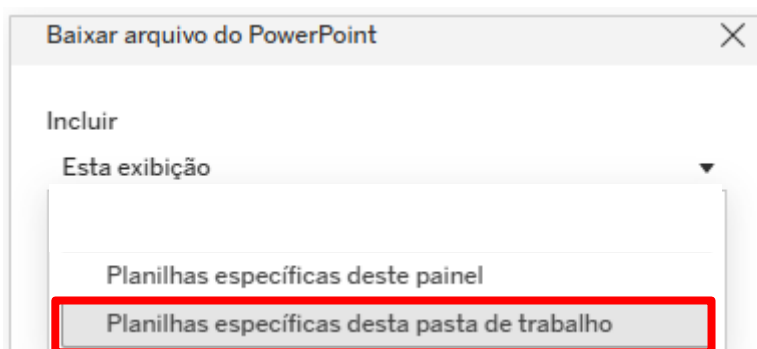 Baixar arquivo do PowerPoint
Incluir
Esta exibição
Planilhas específicas deste painel
Planilhas específicas desta pasta de trabalho